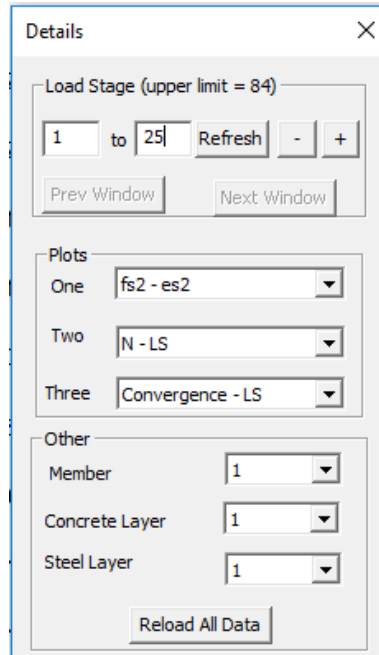 Details
Load Stage (upper limit = 84)
1 to 25 Refresh - +
Prev Window Next Window
Plots
One fs2 - es2
Two N - LS
Three Convergence - LS
Other
Member 1
Concrete Layer 1
Steel Layer 1
Reload All Data